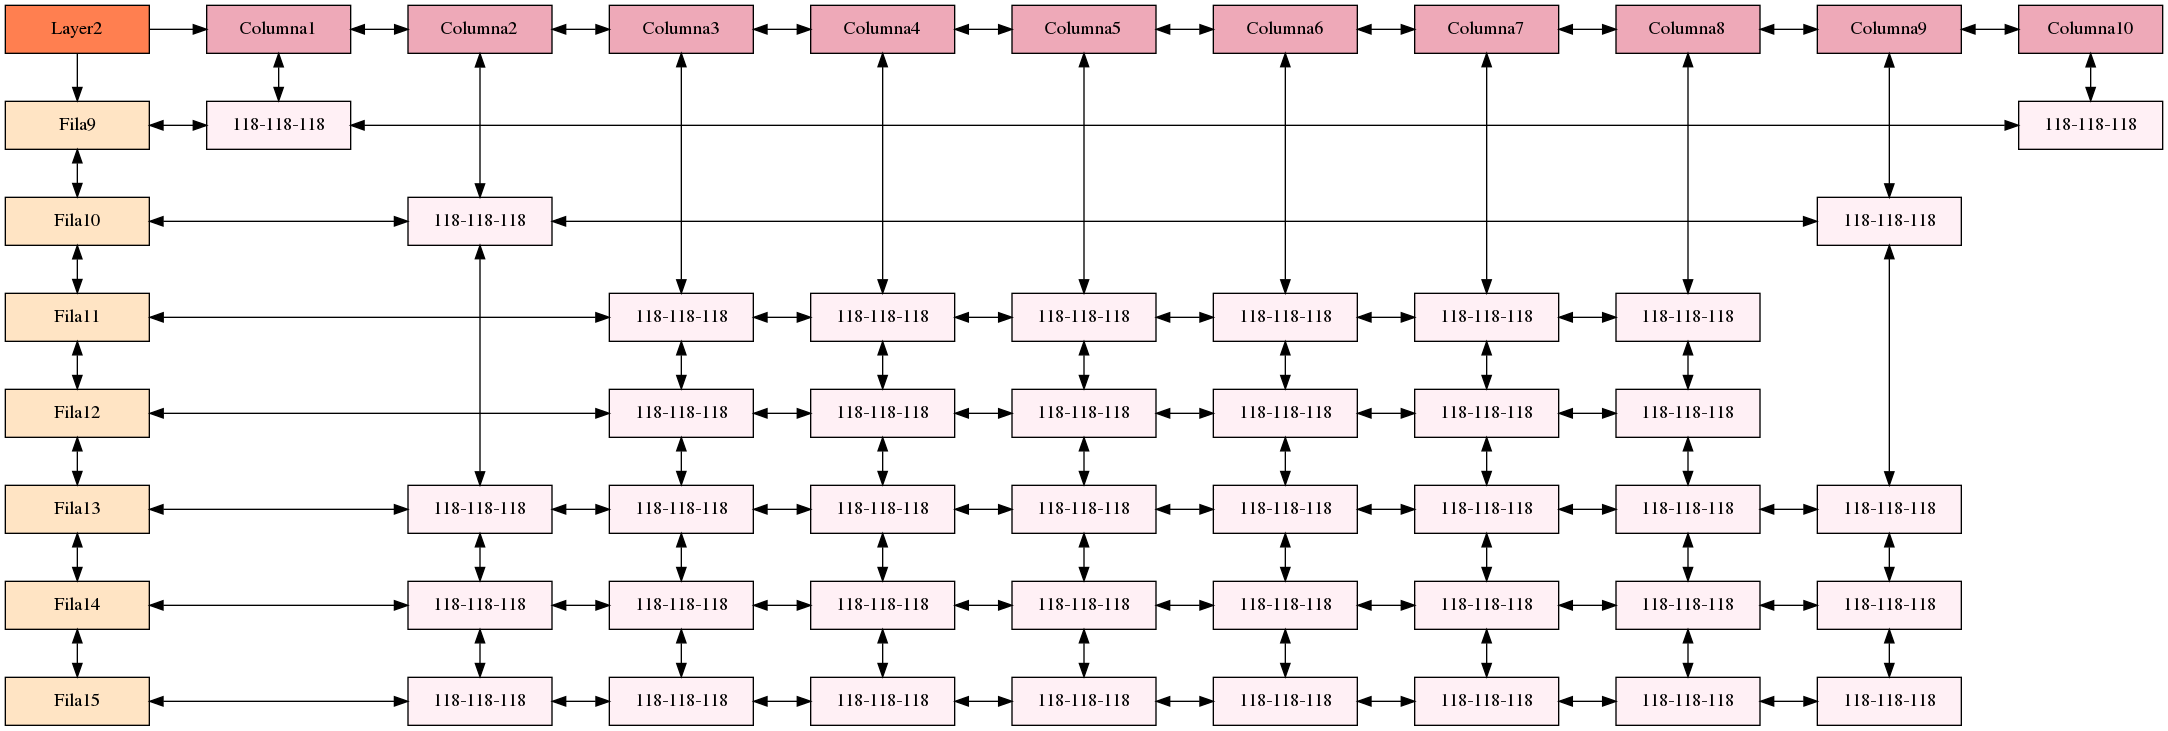 Layer2 Columna1 Columna2 Columna3 Columna4 Columna5 Columna6 Columna7 Columna8 Columna9 Columna10
Fila9 118-118-118 118-118-118
Fila10 118-118-118 118-118-118
Fila11 118-118-118 118-118-118 118-118-118 118-118-118 118-118-118 118-118-118
Fila12 118-118-118 118-118-118 118-118-118 118-118-118 118-118-118 118-118-118
Fila13 118-118-118 118-118-118 118-118-118 118-118-118 118-118-118 118-118-118 118-118-118 118-118-118
Fila14 118-118-118 118-118-118 118-118-118 118-118-118 118-118-118 118-118-118 118-118-118 118-118-118
Fila15 118-118-118 118-118-118 118-118-118 118-118-118 118-118-118 118-118-118 118-118-118 118-118-118